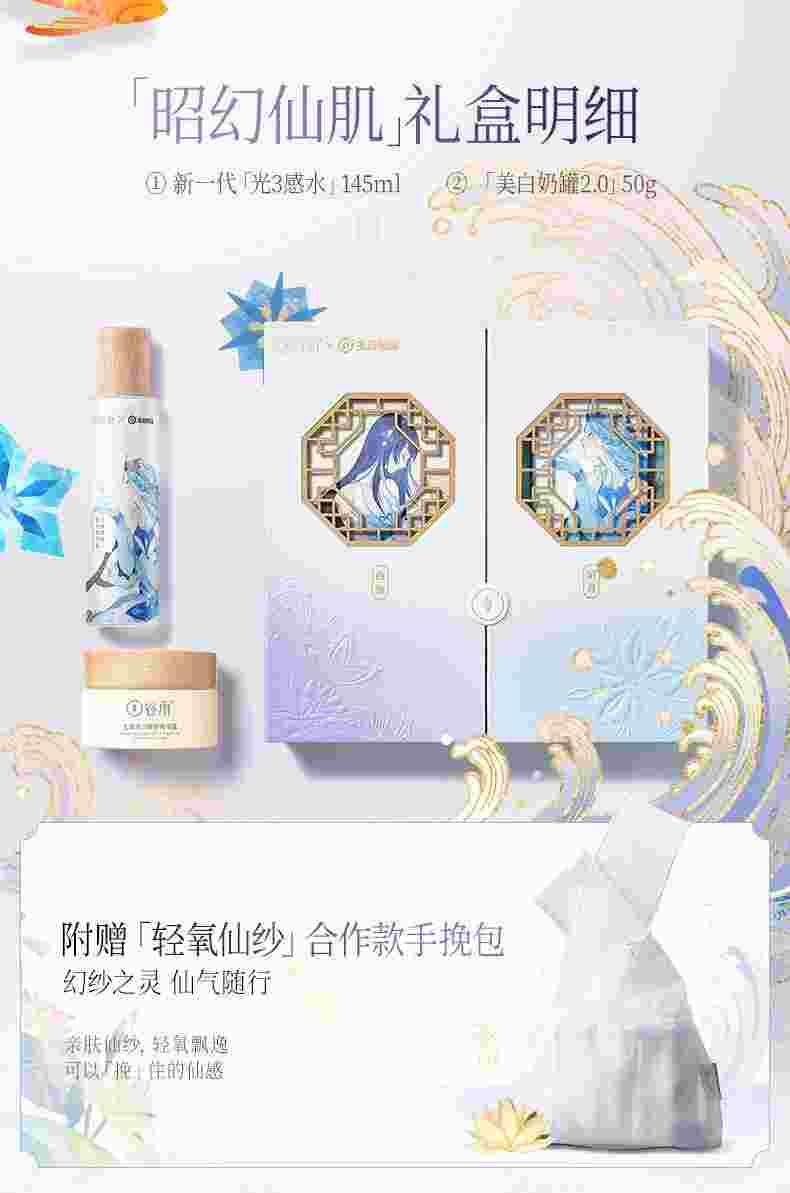 「昭幻仙肌」礼盒明细
① 新一代「光3感水」145ml ② 「美白奶罐2.0」50g
谷雨
附赠「轻氧仙纱」合作款手挽包
幻纱之灵 仙气随行
亲肤仙纱, 轻氧飘逸
可以「挽」住的仙感